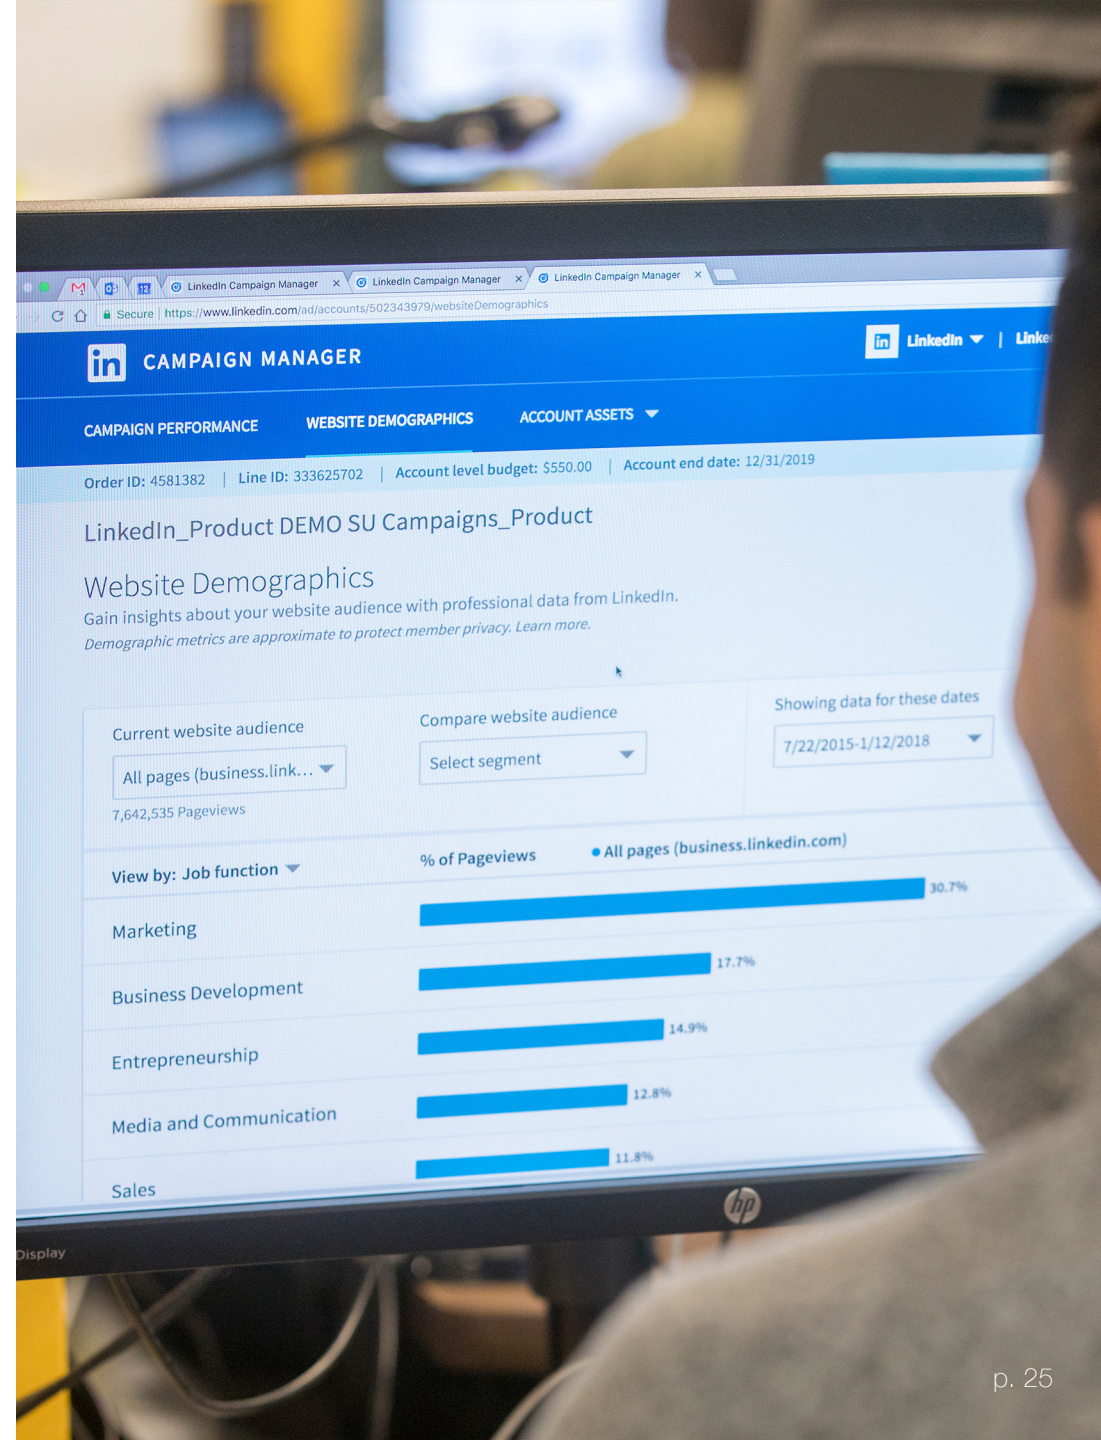 LinkedIn Campaign Manager × LinkedIn Campaign Manager × LinkedIn Campaign Manager ×
Secure | https://www.linkedin.com/ad/accounts/502343979/websiteDemographics
in CAMPAIGN MANAGER in LinkedIn |
CAMPAIGN PERFORMANCE WEBSITE DEMOGRAPHICS ACCOUNT ASSETS
Order ID: 4581382 | Line ID: 333625702 | Account level budget: $550.00 | Account end date: 12/31/2019
LinkedIn_Product DEMO SU Campaigns_Product
Website Demographics
Gain insights about your website audience with professional data from LinkedIn.
Demographic metrics are approximate to protect member privacy. Learn more.
Current website audience Compare website audience Showing data for these dates
All pages (business.link... Select segment 7/22/2015-1/12/2018
7,642,535 Pageviews
View by: Job function % of Pageviews All pages (business.linkedin.com)
Marketing 30.7%
Business Development 17.7%
Entrepreneurship 14.9%
Media and Communication 12.8%
Sales 11.8%
hp
Display
p. 25